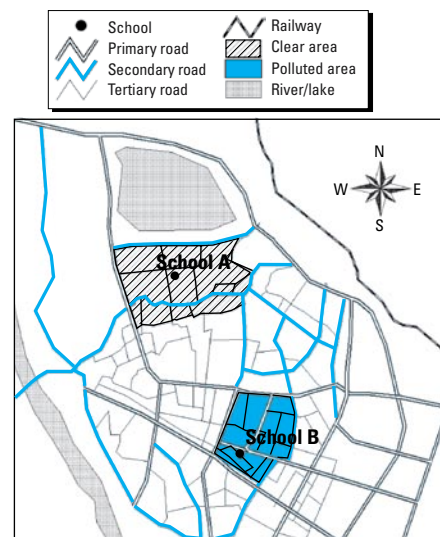 School
Primary road
Secondary road
Tertiary road
Railway
Clear area
Polluted area
River/lake
N
W E
S
School A
School B